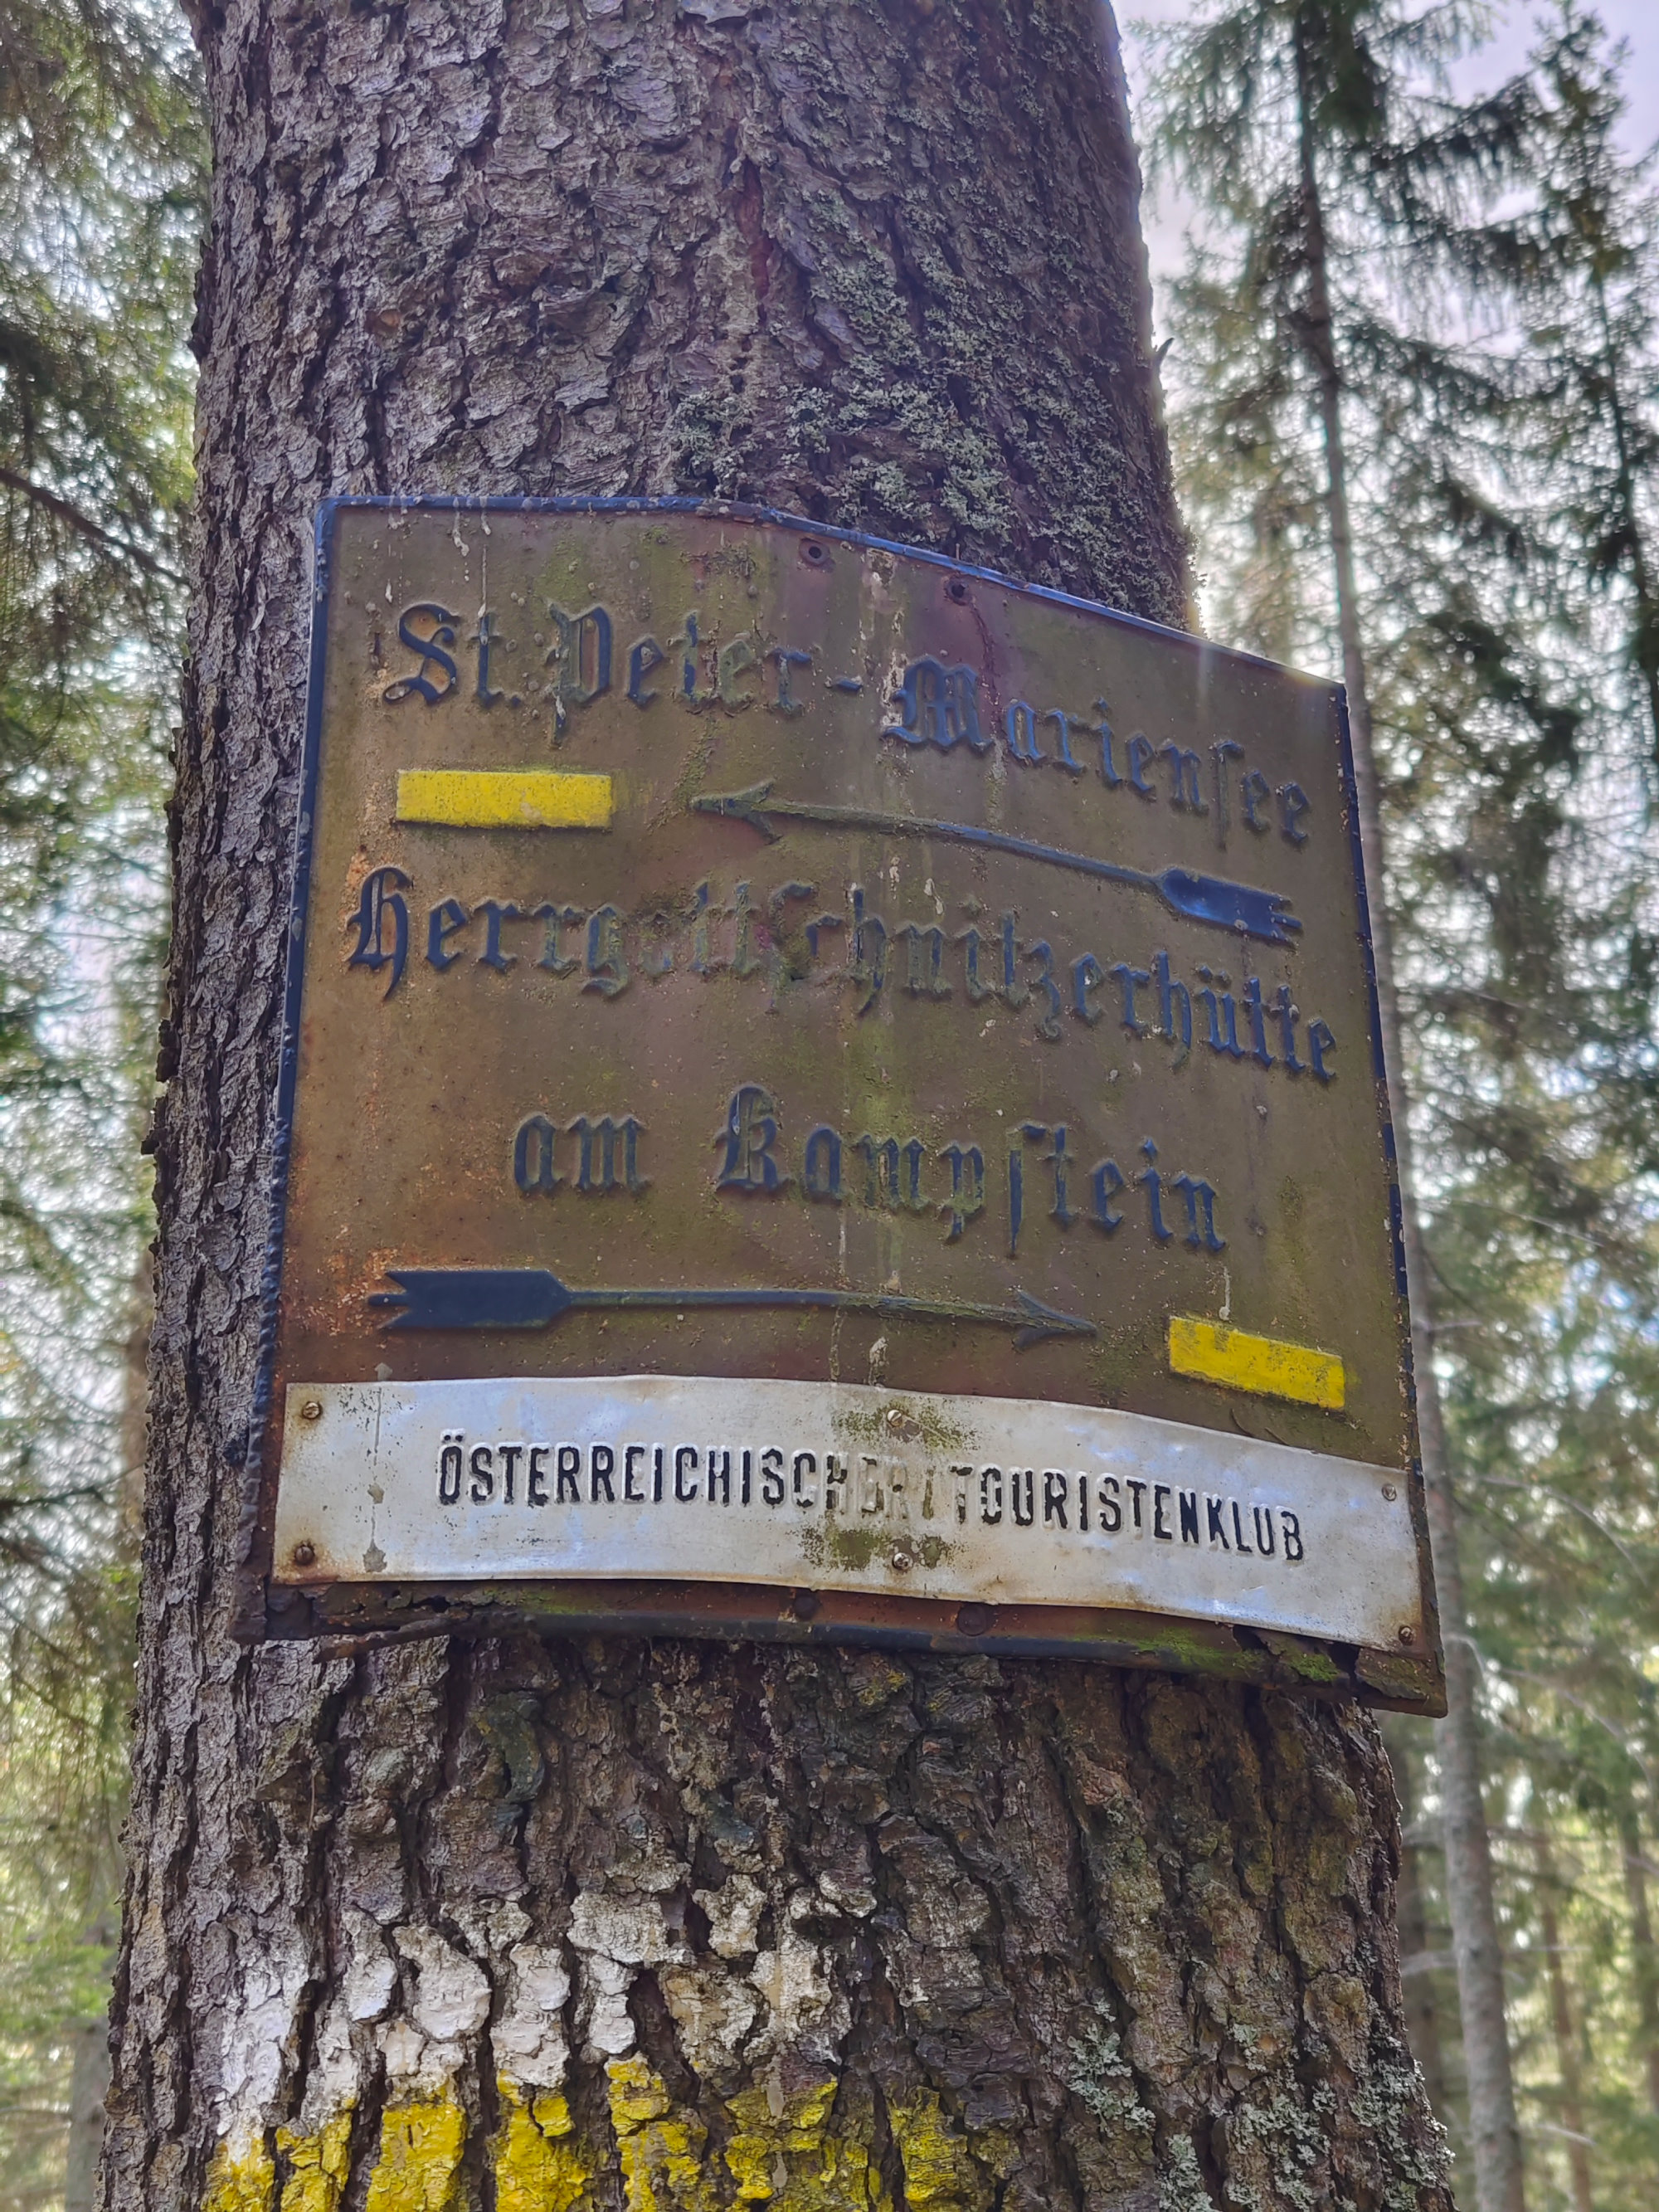 St. Peter-Mariensee
Herrgottschnitzerhütte
am Kampstein
ÖSTERREICHISCHER TOURISTENKLUB